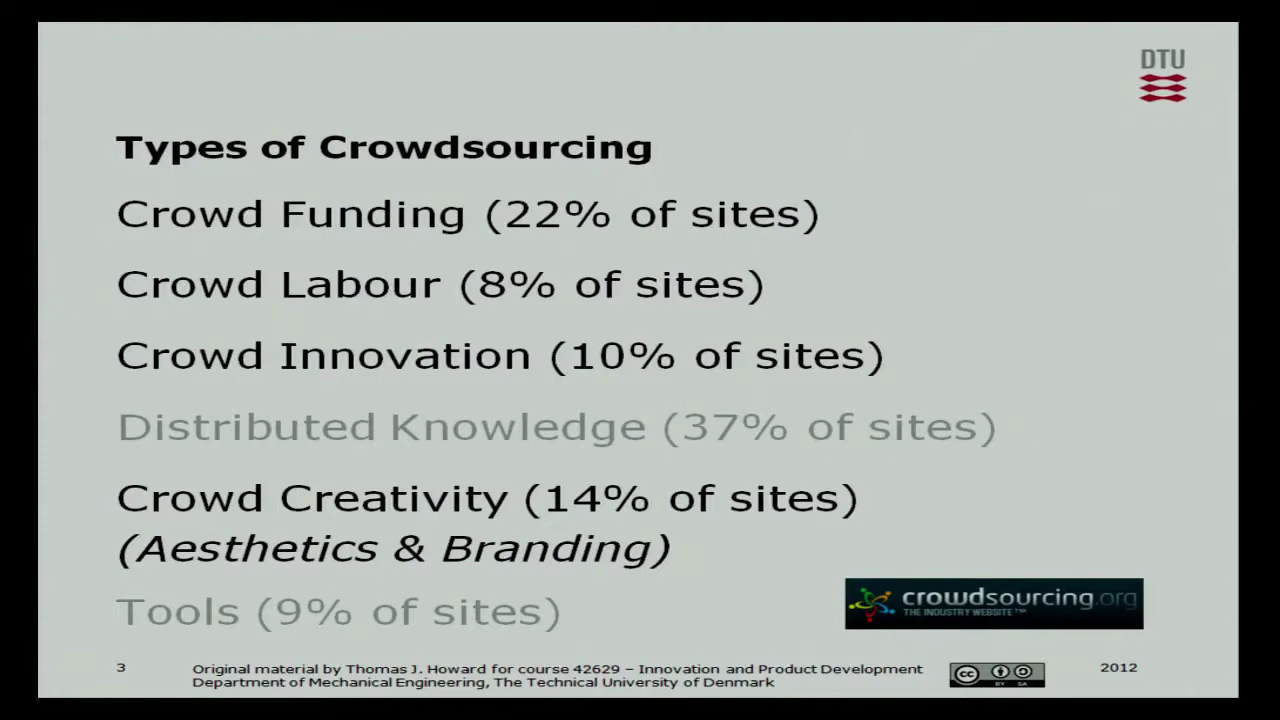 DTU
Types of Crowdsourcing
Crowd Funding (22% of sites)
Crowd Labour (8% of sites)
Crowd Innovation (10% of sites)
Distributed Knowledge (37% of sites)
Crowd Creativity (14% of sites)
(Aesthetics & Branding)
Tools (9% of sites)
crowdsourcing.org
THE INDUSTRY WEBSITE™
3
Original material by Thomas J. Howard for course 42629 – Innovation and Product Development
Department of Mechanical Engineering, The Technical University of Denmark
cc
BY SA
2012